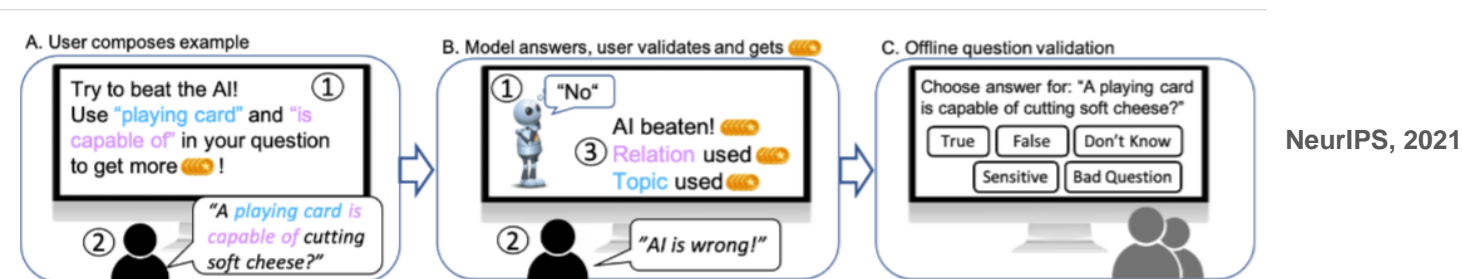 A. User composes example
Try to beat the AI!
Use "playing card" and "is
capable of" in your question
to get more !
①
②
"A playing card is
capable of cutting
soft cheese?"
B. Model answers, user validates and gets
①
"No"
AI beaten!
③ Relation used
Topic used
②
"AI is wrong!"
C. Offline question validation
Choose answer for: "A playing card
is capable of cutting soft cheese?"
True False Don't Know
Sensitive Bad Question
NeurIPS, 2021